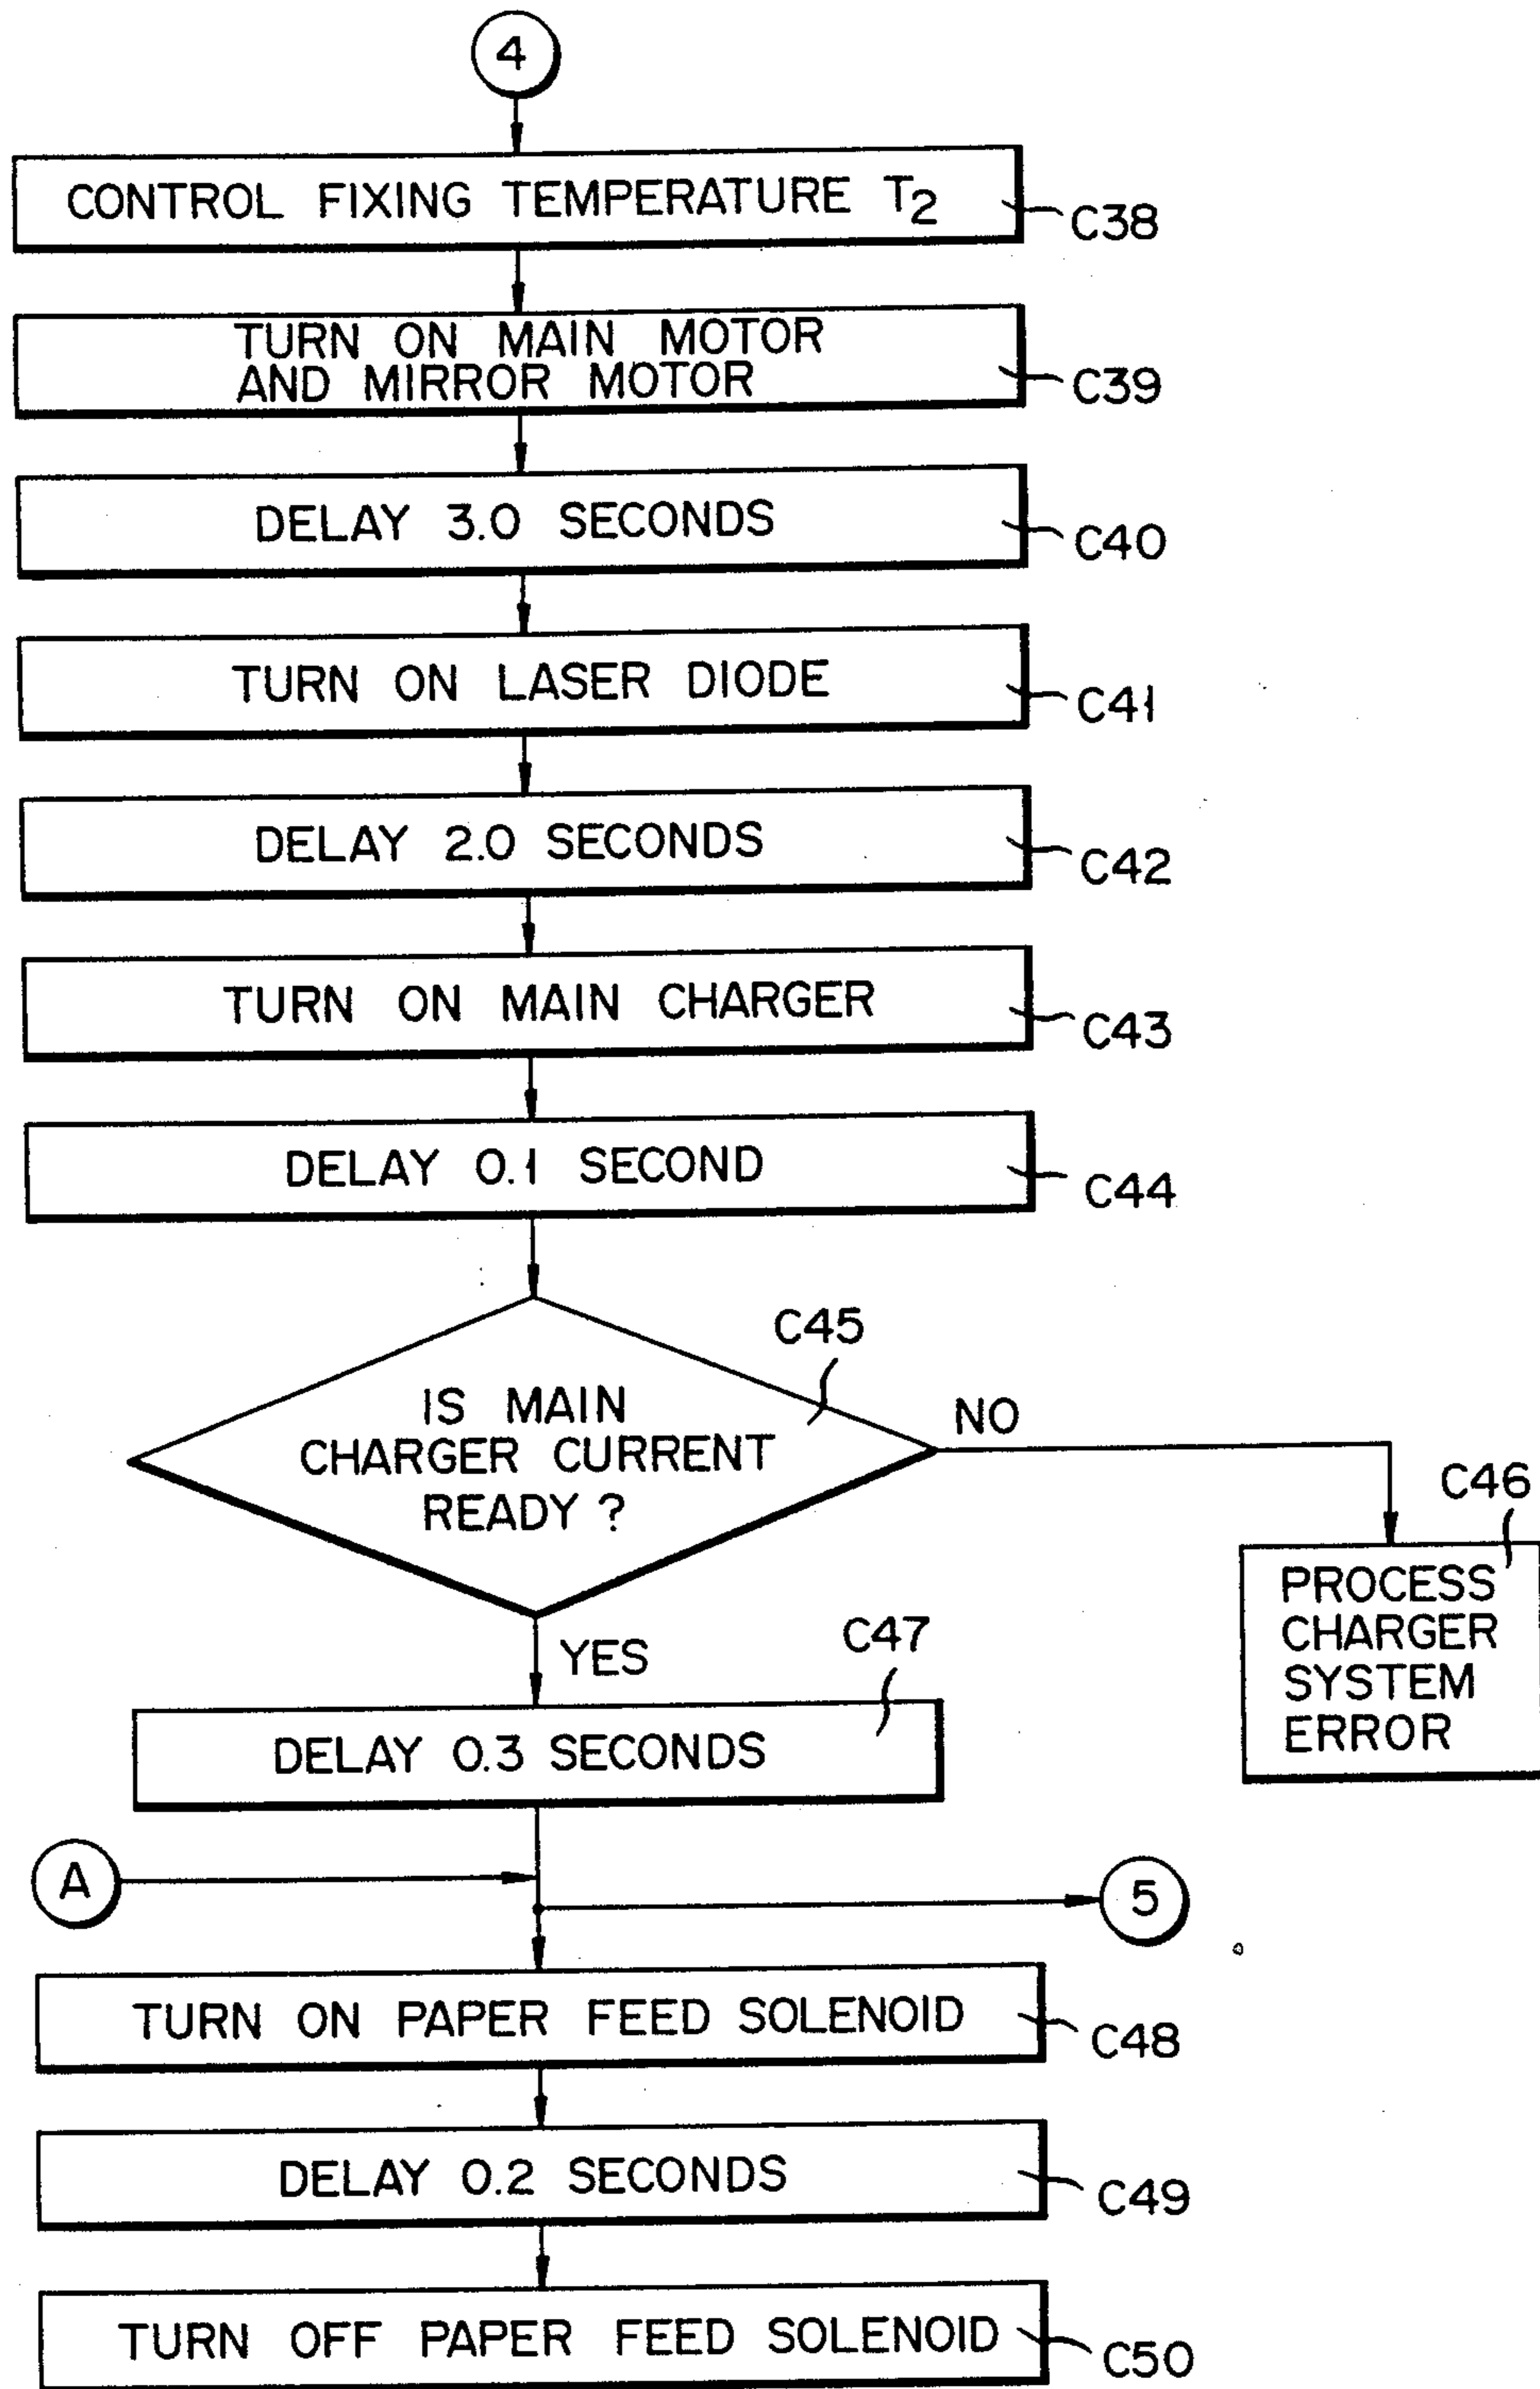 4
CONTROL FIXING TEMPERATURE T2
C38
TURN ON MAIN MOTOR
AND MIRROR MOTOR
C39
DELAY 3.0 SECONDS
C40
TURN ON LASER DIODE
C41
DELAY 2.0 SECONDS
C42
TURN ON MAIN CHARGER
C43
DELAY 0.1 SECOND
C44
C45
IS MAIN
CHARGER CURRENT
READY?
NO
C46
PROCESS
CHARGER
SYSTEM
ERROR
YES
C47
DELAY 0.3 SECONDS
A
5
TURN ON PAPER FEED SOLENOID
C48
DELAY 0.2 SECONDS
C49
TURN OFF PAPER FEED SOLENOID
C50